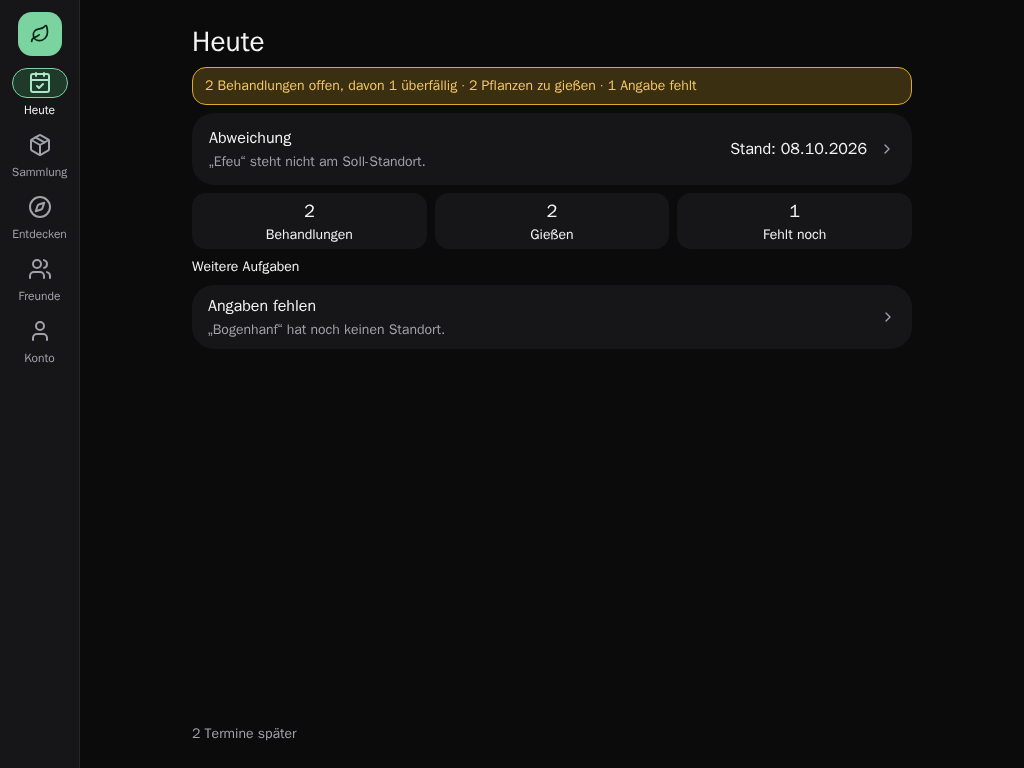 Heute
2 Behandlungen offen, davon 1 überfällig · 2 Pflanzen zu gießen · 1 Angabe fehlt
Abweichung
„Efeu“ steht nicht am Soll-Standort.
Stand: 08.10.2026
2
Behandlungen
2
Gießen
1
Fehlt noch
Weitere Aufgaben
Angaben fehlen
„Bogenhanf“ hat noch keinen Standort.
2 Termine später
Heute
Sammlung
Entdecken
Freunde
Konto